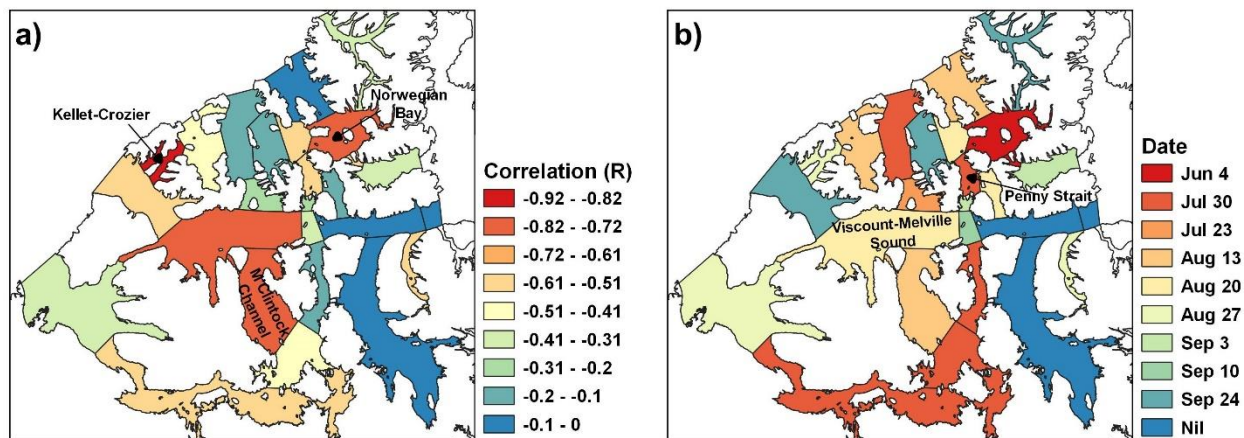 a)
Kellet-Crozier
Norwegian
Bay
M'Clintock
Channel
Correlation (R)
-0.92 - -0.82
-0.82 - -0.72
-0.72 - -0.61
-0.61 - -0.51
-0.51 - -0.41
-0.41 - -0.31
-0.31 - -0.2
-0.2 - -0.1
-0.1 - 0
b)
Penny Strait
Viscount-Melville
Sound
Date
Jun 4
Jul 30
Jul 23
Aug 13
Aug 20
Aug 27
Sep 3
Sep 10
Sep 24
Nil